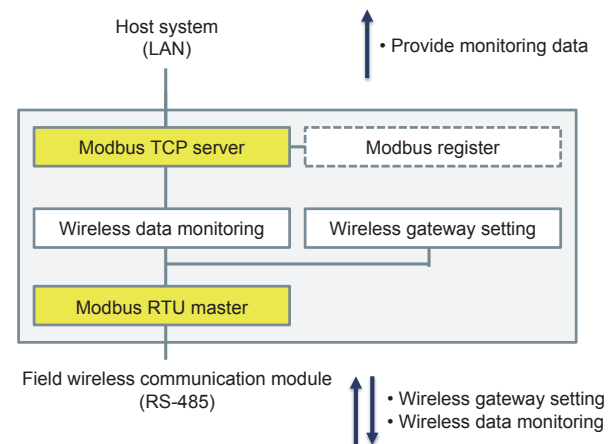 Host system
(LAN)
• Provide monitoring data
Modbus TCP server
Modbus register
Wireless data monitoring
Wireless gateway setting
Modbus RTU master
Field wireless communication module
(RS-485)
• Wireless gateway setting
• Wireless data monitoring